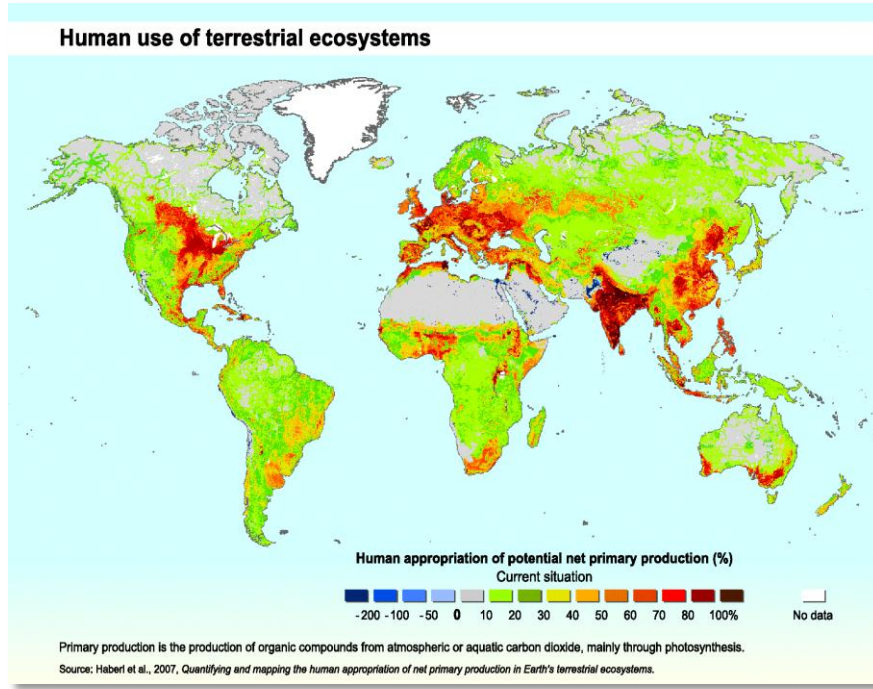 Human use of terrestrial ecosystems
Human appropriation of potential net primary production (%)
Current situation
-200 -100 -50 0 10 20 30 40 50 60 70 80 100%
No data
Primary production is the production of organic compounds from atmospheric or aquatic carbon dioxide, mainly through photosynthesis.
Source: Haberl et al., 2007, Quantifying and mapping the human appropriation of net primary production in Earth's terrestrial ecosystems.